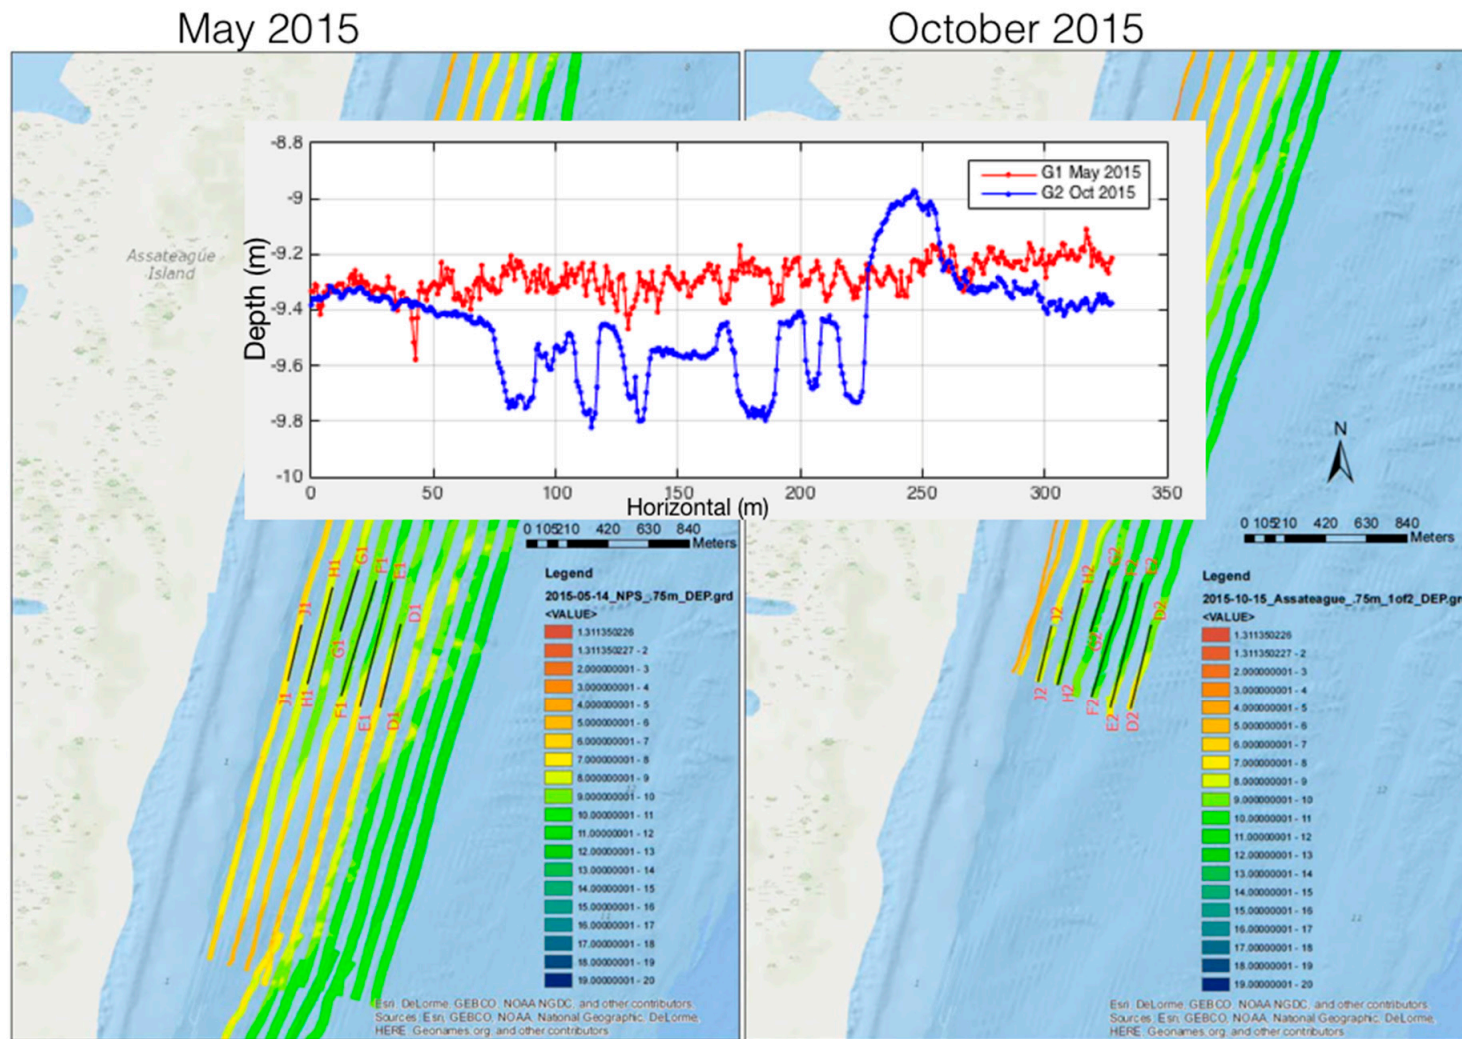 May 2015
October 2015
Assateague
Island
-8.8
-9
-9.2
-9.4
-9.6
-9.8
-10
Depth (m)
0 50 100 150 200 250 300 350
Horizontal (m)
G1 May 2015
G2 Oct 2015
0 105 210 420 630 840
Meters
Legend
2015-05-14_NPS_.75m_DEP.grd
<VALUE>
1.311350226
1.311350227 - 2
2.000000001 - 3
3.000000001 - 4
4.000000001 - 5
5.000000001 - 6
6.000000001 - 7
7.000000001 - 8
8.000000001 - 9
9.000000001 - 10
10.00000001 - 11
11.00000001 - 12
12.00000001 - 13
13.00000001 - 14
14.00000001 - 15
15.00000001 - 16
16.00000001 - 17
17.00000001 - 18
18.00000001 - 19
19.00000001 - 20
J1
H1
G1
F1
E1
D1
J1
H1
G1
F1
E1
D1
Esri, DeLorme, GEBCO, NOAA NGDC, and other contributors
Sources: Esri, GEBCO, NOAA, National Geographic, DeLorme,
HERE, Geonames.org, and other contributors
N
0 105 210 420 630 840
Meters
Legend
2015-10-15_Assateague_.75m_1of2_DEP.gr
<VALUE>
1.311350226
1.311350227 - 2
2.000000001 - 3
3.000000001 - 4
4.000000001 - 5
5.000000001 - 6
6.000000001 - 7
7.000000001 - 8
8.000000001 - 9
9.000000001 - 10
10.00000001 - 11
11.00000001 - 12
12.00000001 - 13
13.00000001 - 14
14.00000001 - 15
15.00000001 - 16
16.00000001 - 17
17.00000001 - 18
18.00000001 - 19
19.00000001 - 20
J2
H2
G2
F2
E2
D2
J2
H2
G2
F2
E2
D2
Esri, DeLorme, GEBCO, NOAA NGDC, and other contributors
Sources: Esri, GEBCO, NOAA, National Geographic, DeLorme,
HERE, Geonames.org, and other contributors